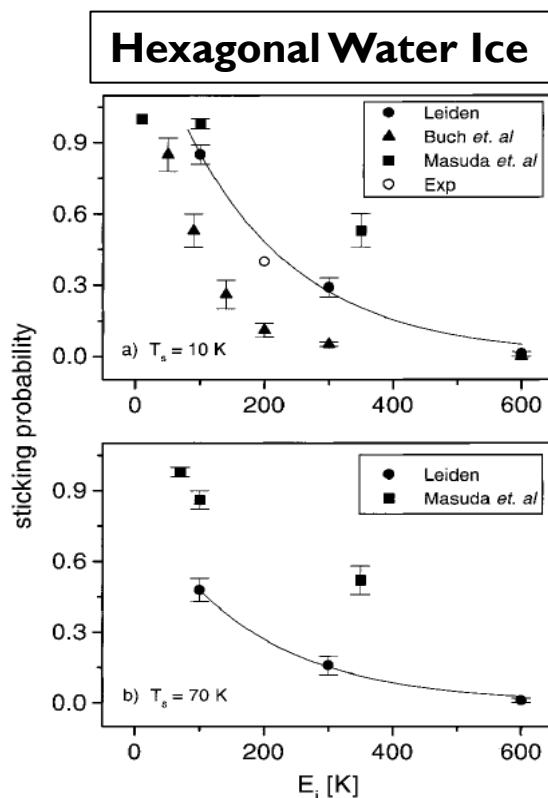 Hexagonal Water Ice
0.9
0.6
0.3
0.0
Leiden
Buch et. al
Masuda et. al
Exp
a) Ts = 10 K
0 200 400 600
sticking probability
0.9
0.6
0.3
0.0
Leiden
Masuda et. al
b) Ts = 70 K
0 200 400 600
Ei [K]